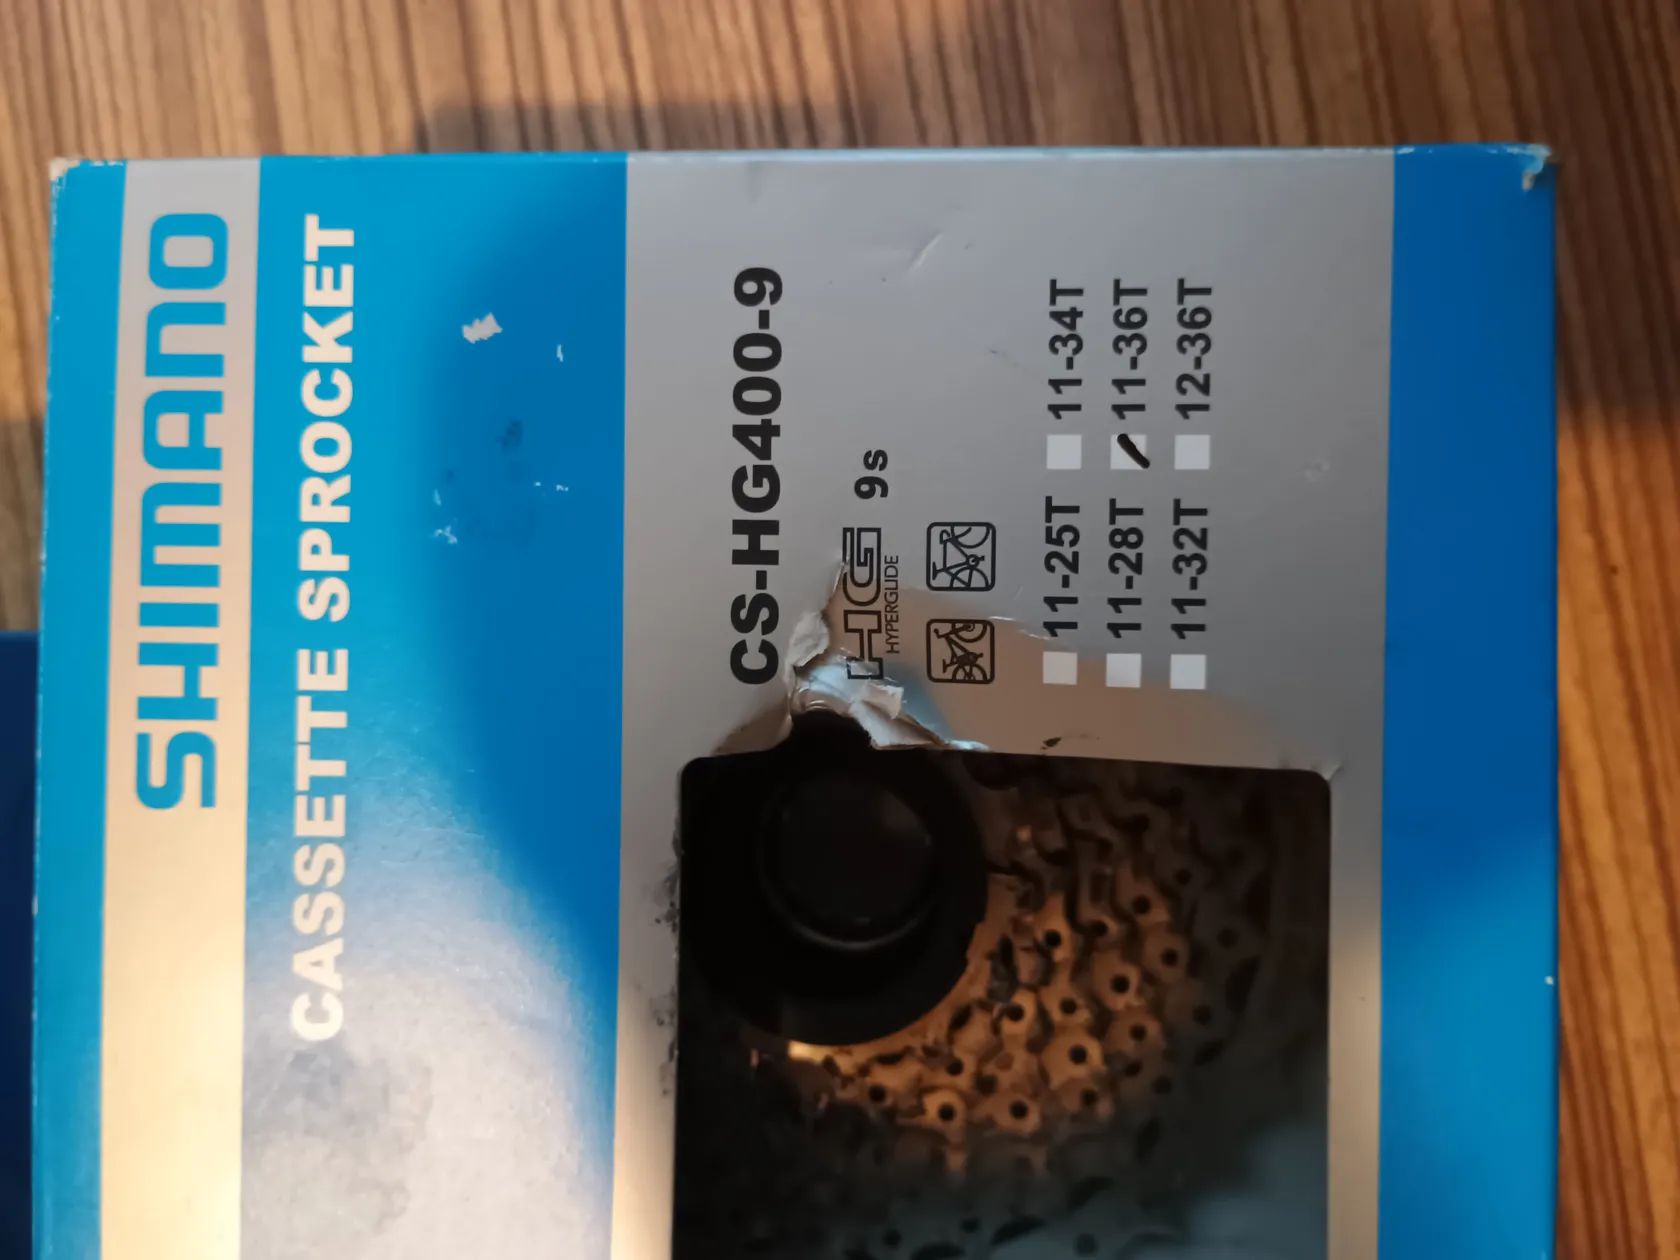 SHIMANO
CASSETTE SPROCKET
CS-HG400-9
HG 9s
HYPERGLIDE
11-25T 11-34T
11-28T 11-36T
11-32T 12-36T